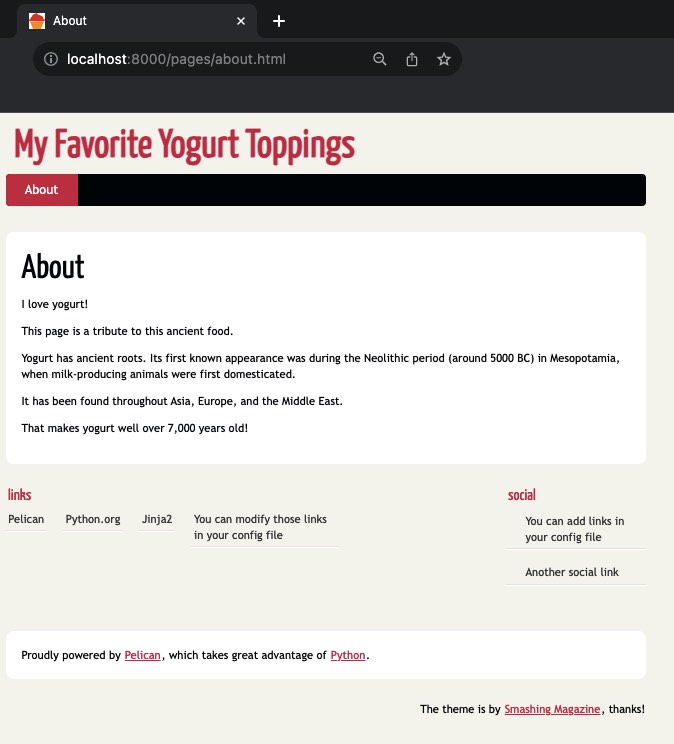 About
localhost:8000/pages/about.html
My Favorite Yogurt Toppings
About
About
I love yogurt!
This page is a tribute to this ancient food.
Yogurt has ancient roots. Its first known appearance was during the Neolithic period (around 5000 BC) in Mesopotamia,
when milk-producing animals were first domesticated.
It has been found throughout Asia, Europe, and the Middle East.
That makes yogurt well over 7,000 years old!
links
Pelican
Python.org
Jinja2
You can modify those links
in your config file
social
You can add links in
your config file
Another social link
Proudly powered by Pelican, which takes great advantage of Python.
The theme is by Smashing Magazine, thanks!